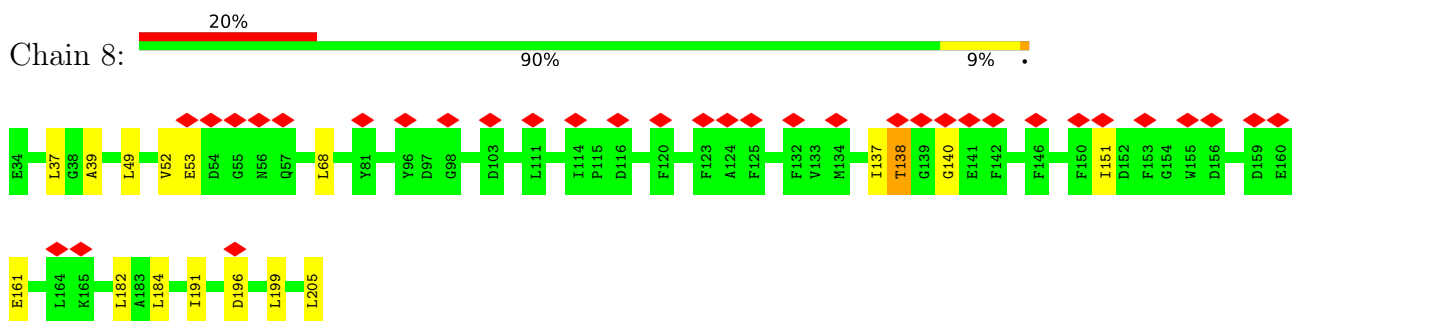 20%
Chain 8:
90% 9% •
E34 L37 G38 A39 L49 V52 E53 D54 G55 N56 Q57 L68 Y81 Y96 D97 G98 D103 L111 I114 P115 D116 F120 F123 A124 F125 F132 V133 M134 I137 T138 G139 G140 E141 F142 F146 F150 I151 D152 F153 G154 W155 D156 D159 E160
E161 L164 K165 L182 A183 L184 I191 D196 L199 L205